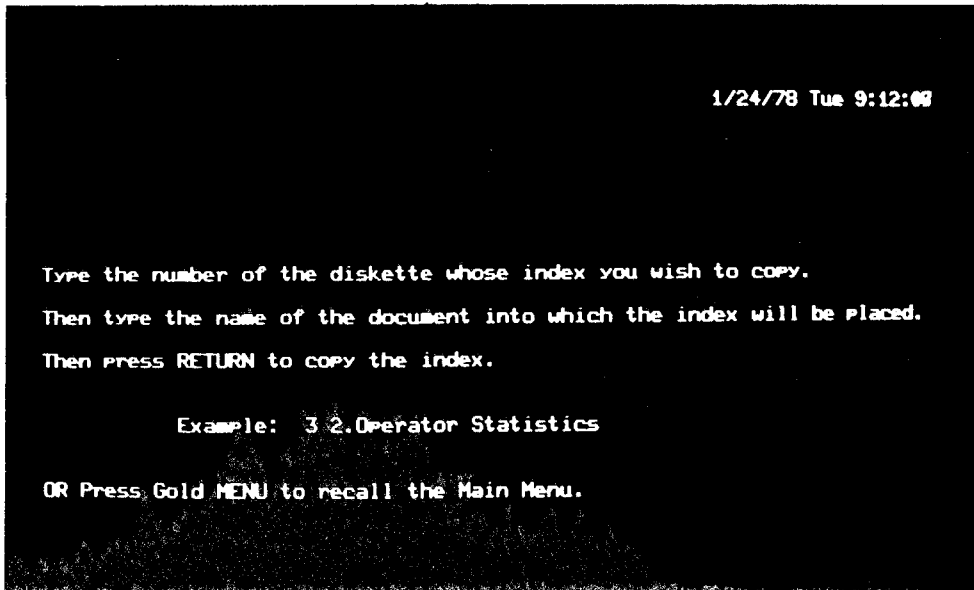 1/24/78 Tue 9:12:
Type the number of the diskette whose index you wish to copy.
Then type the name of the document into which the index will be placed.
Then press RETURN to copy the index.
Example: 3 2.Operator Statistics
OR Press Gold MENU to recall the Main Menu.